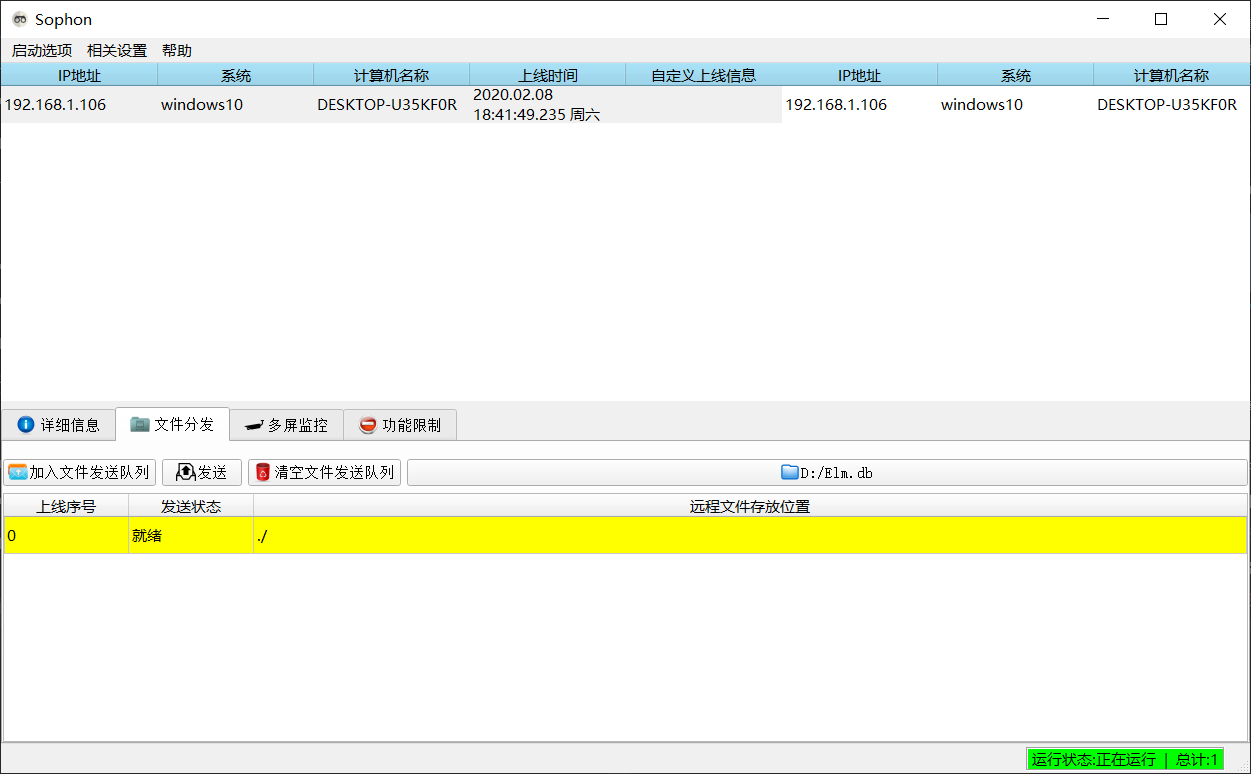 Sophon
启动选项 相关设置 帮助
IP地址 系统 计算机名称 上线时间 自定义上线信息 IP地址 系统 计算机名称
192.168.1.106 windows10 DESKTOP-U35KF0R 2020.02.08 192.168.1.106 windows10 DESKTOP-U35KF0R
18:41:49.235 周六
详细信息 文件分发 多屏监控 功能限制
加入文件发送队列 发送 清空文件发送队列 D:/Elm.db
上线序号 发送状态 远程文件存放位置
0 就绪 ./
运行状态:正在运行 | 总计:1